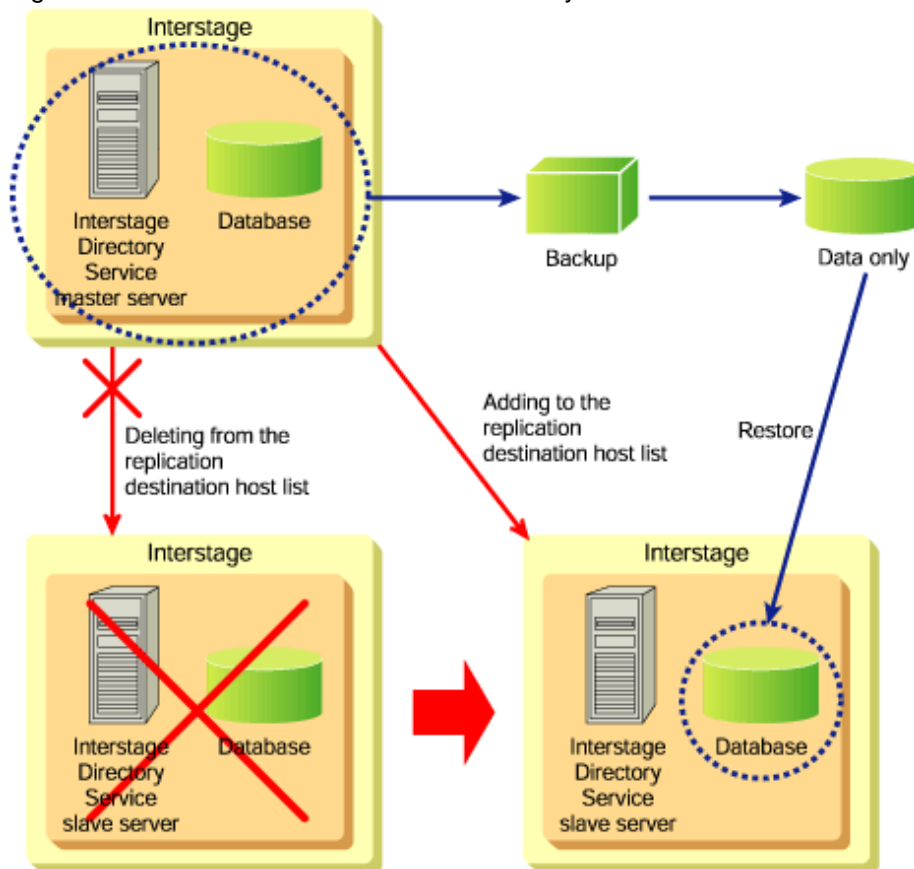 Interstage
Interstage
Directory
Service
master server
Database
Backup
Data only
Deleting from the
replication
destination host list
Adding to the
replication
destination host list
Restore
Interstage
Interstage
Directory
Service
slave server
Database
Interstage
Interstage
Directory
Service
slave server
Database